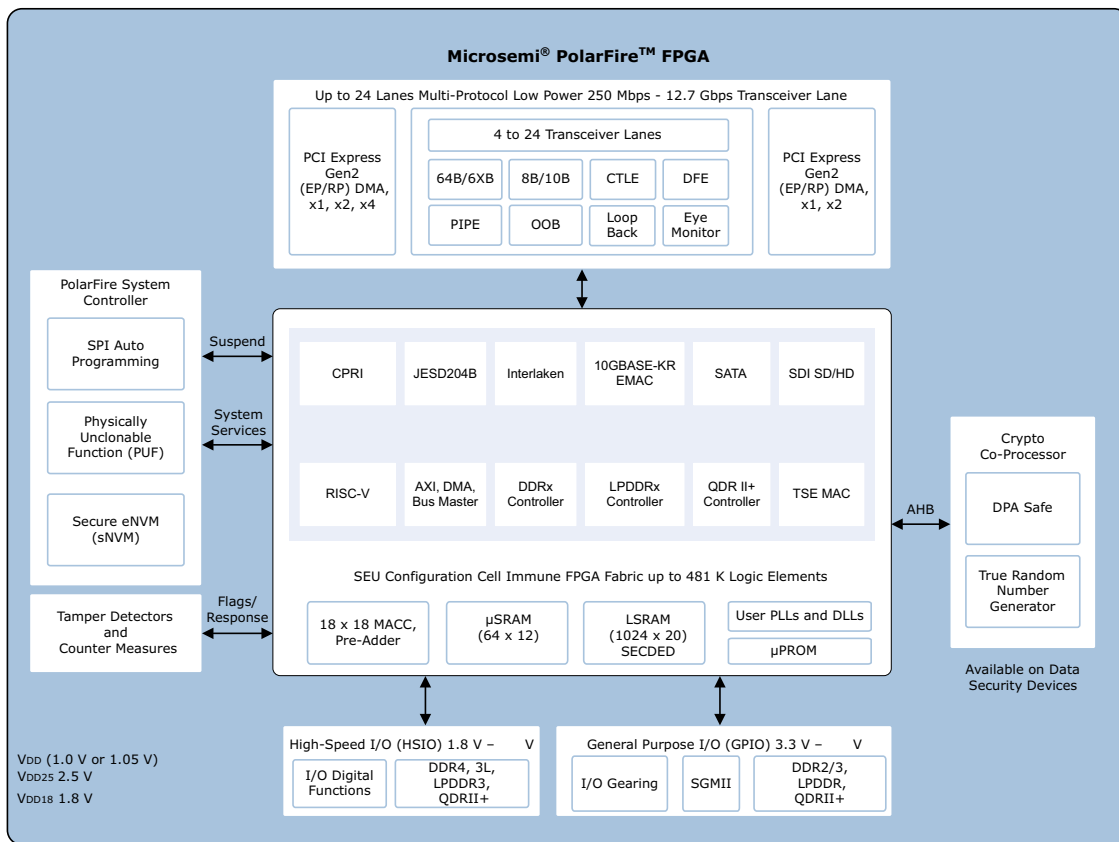 Microsemi® PolarFire™ FPGA
Up to 24 Lanes Multi-Protocol Low Power 250 Mbps - 12.7 Gbps Transceiver Lane
PCI Express
Gen2
(EP/RP) DMA,
x1, x2, x4
4 to 24 Transceiver Lanes
64B/6XB
8B/10B
CTLE
DFE
PIPE
OOB
Loop
Back
Eye
Monitor
PCI Express
Gen2
(EP/RP) DMA,
x1, x2
PolarFire System
Controller
SPI Auto
Programming
Physically
Unclonable
Function (PUF)
Secure eNVM
(sNVM)
Suspend
System
Services
Tamper Detectors
and
Counter Measures
Flags/
Response
CPRI
JESD204B
Interlaken
10GBASE-KR
EMAC
SATA
SDI SD/HD
RISC-V
AXI, DMA,
Bus Master
DDRx
Controller
LPDDRx
Controller
QDR II+
Controller
TSE MAC
SEU Configuration Cell Immune FPGA Fabric up to 481 K Logic Elements
18 x 18 MACC,
Pre-Adder
µSRAM
(64 x 12)
LSRAM
(1024 x 20)
SECDED
User PLLs and DLLs
µPROM
AHB
Crypto
Co-Processor
DPA Safe
True Random
Number
Generator
Available on Data
Security Devices
High-Speed I/O (HSIO) 1.8 V – V
I/O Digital
Functions
DDR4, 3L,
LPDDR3,
QDRII+
General Purpose I/O (GPIO) 3.3 V – V
I/O Gearing
SGMII
DDR2/3,
LPDDR,
QDRII+
VDD (1.0 V or 1.05 V)
VDD25 2.5 V
VDD18 1.8 V